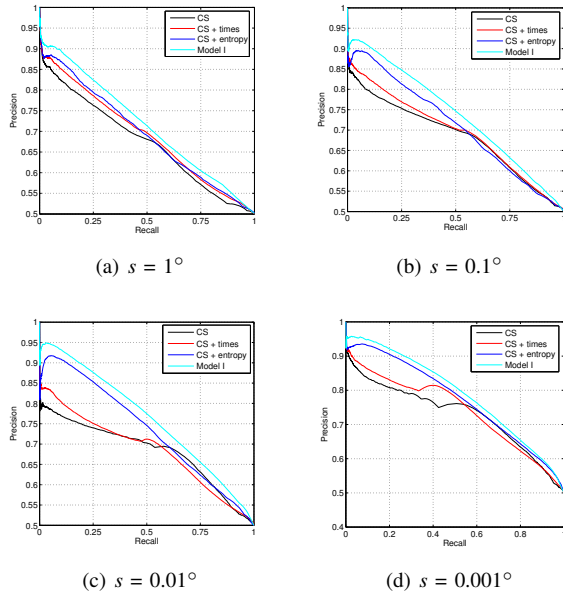 CS
CS + times
CS + entropy
Model I
Precision
1
0.95
0.9
0.85
0.8
0.75
0.7
0.65
0.6
0.55
0.5
0 0.25 0.5 0.75 1
Recall
(a) s = 1°
CS
CS + times
CS + entropy
Model I
Precision
1
0.95
0.9
0.85
0.8
0.75
0.7
0.65
0.6
0.55
0.5
0 0.25 0.5 0.75 1
Recall
(b) s = 0.1°
CS
CS + times
CS + entropy
Model I
Precision
1
0.95
0.9
0.85
0.8
0.75
0.7
0.65
0.6
0.55
0.5
0 0.25 0.5 0.75 1
Recall
(c) s = 0.01°
CS
CS + times
CS + entropy
Model I
Precision
1
0.9
0.8
0.7
0.6
0.5
0.4
0 0.2 0.4 0.6 0.8 1
Recall
(d) s = 0.001°